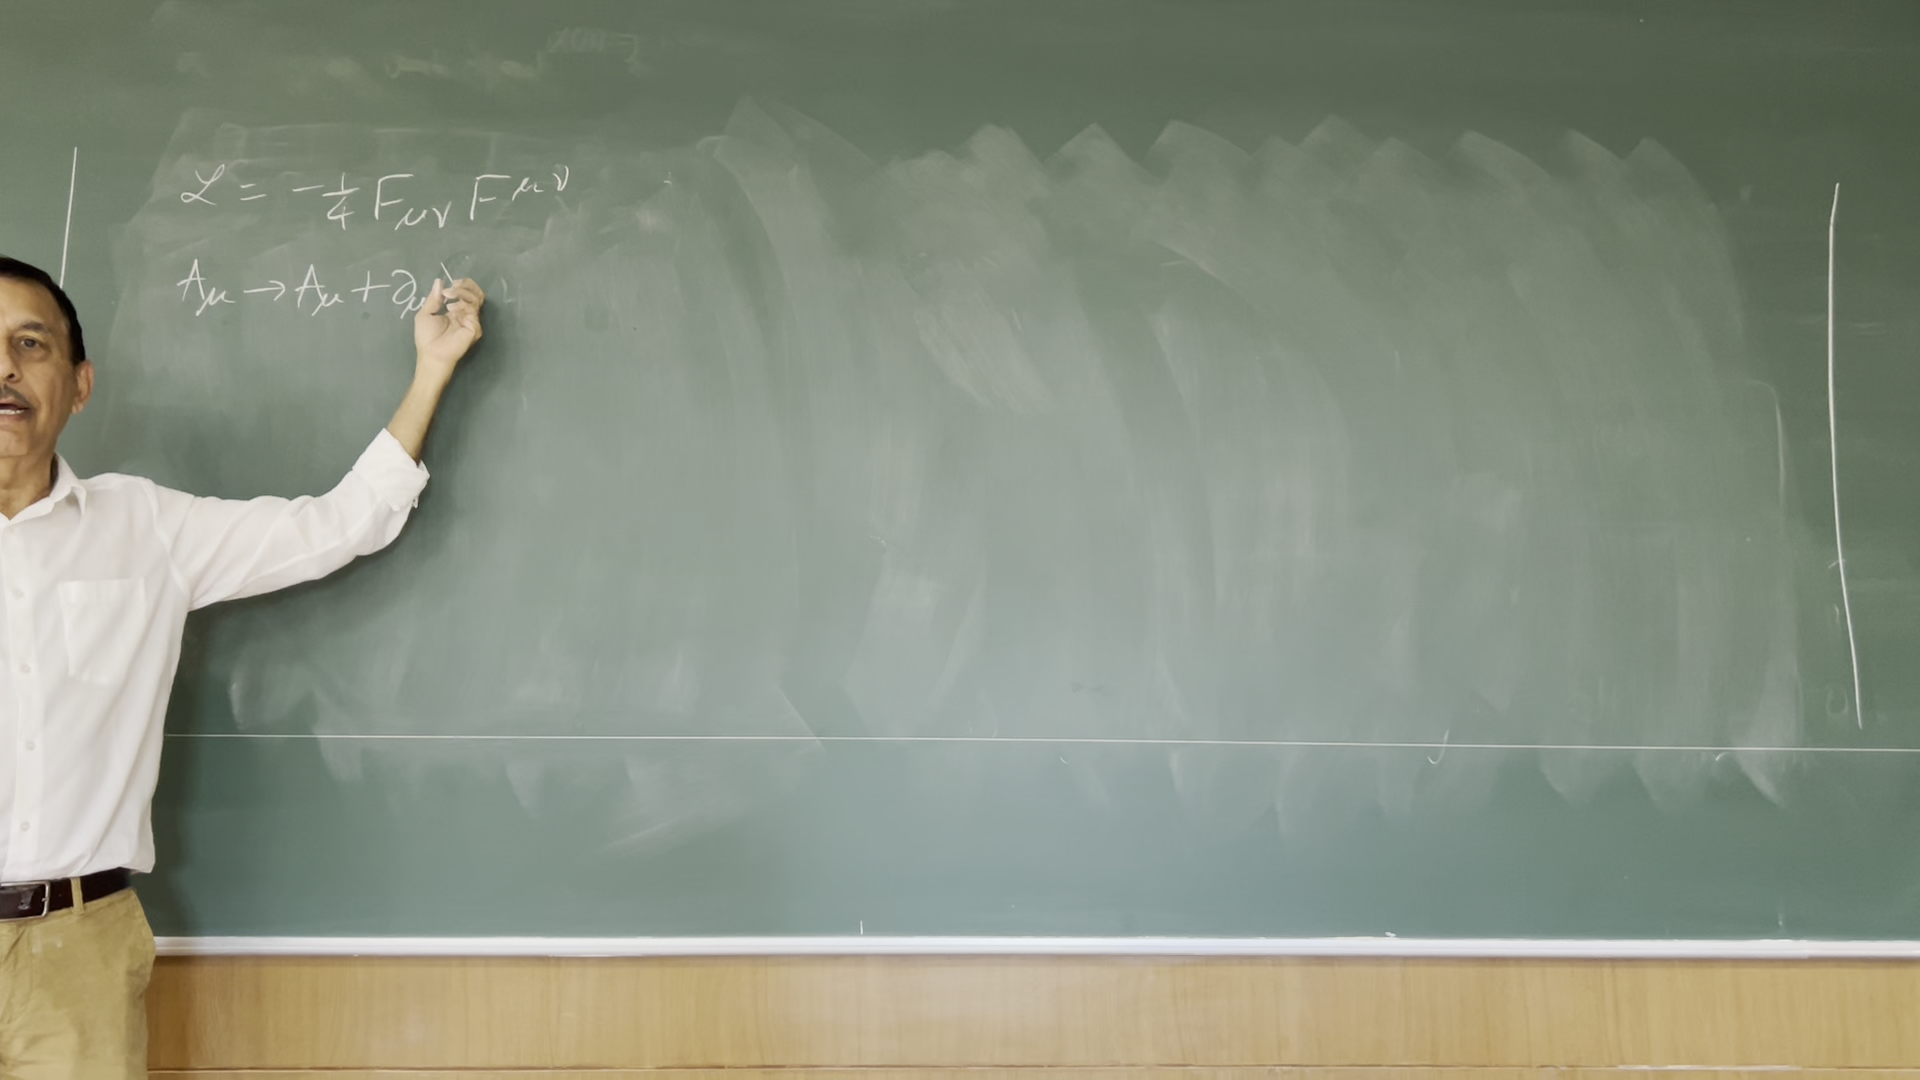 ℒ = -1/4 F_μν F^μν
A_μ → A_μ + ∂_μ λ